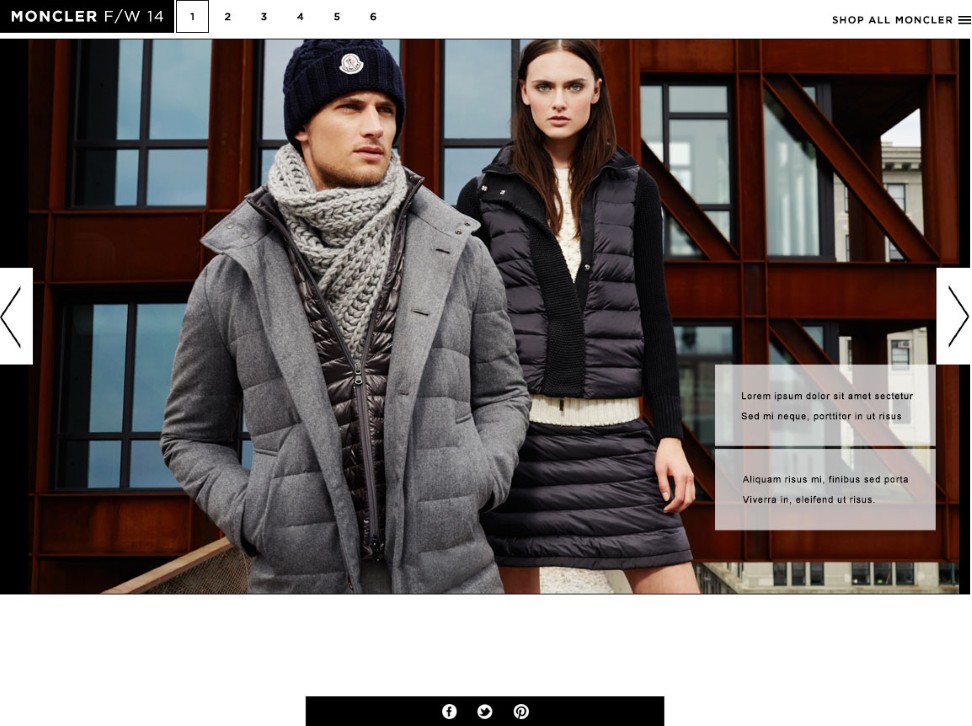 MONCLER F/W 14
1 2 3 4 5 6
SHOP ALL MONCLER
Lorem ipsum dolor sit amet sectetur
Sed mi neque, porttitor in ut risus
Aliquam risus mi, finibus sed porta
Viverra in, eleifend ut risus.